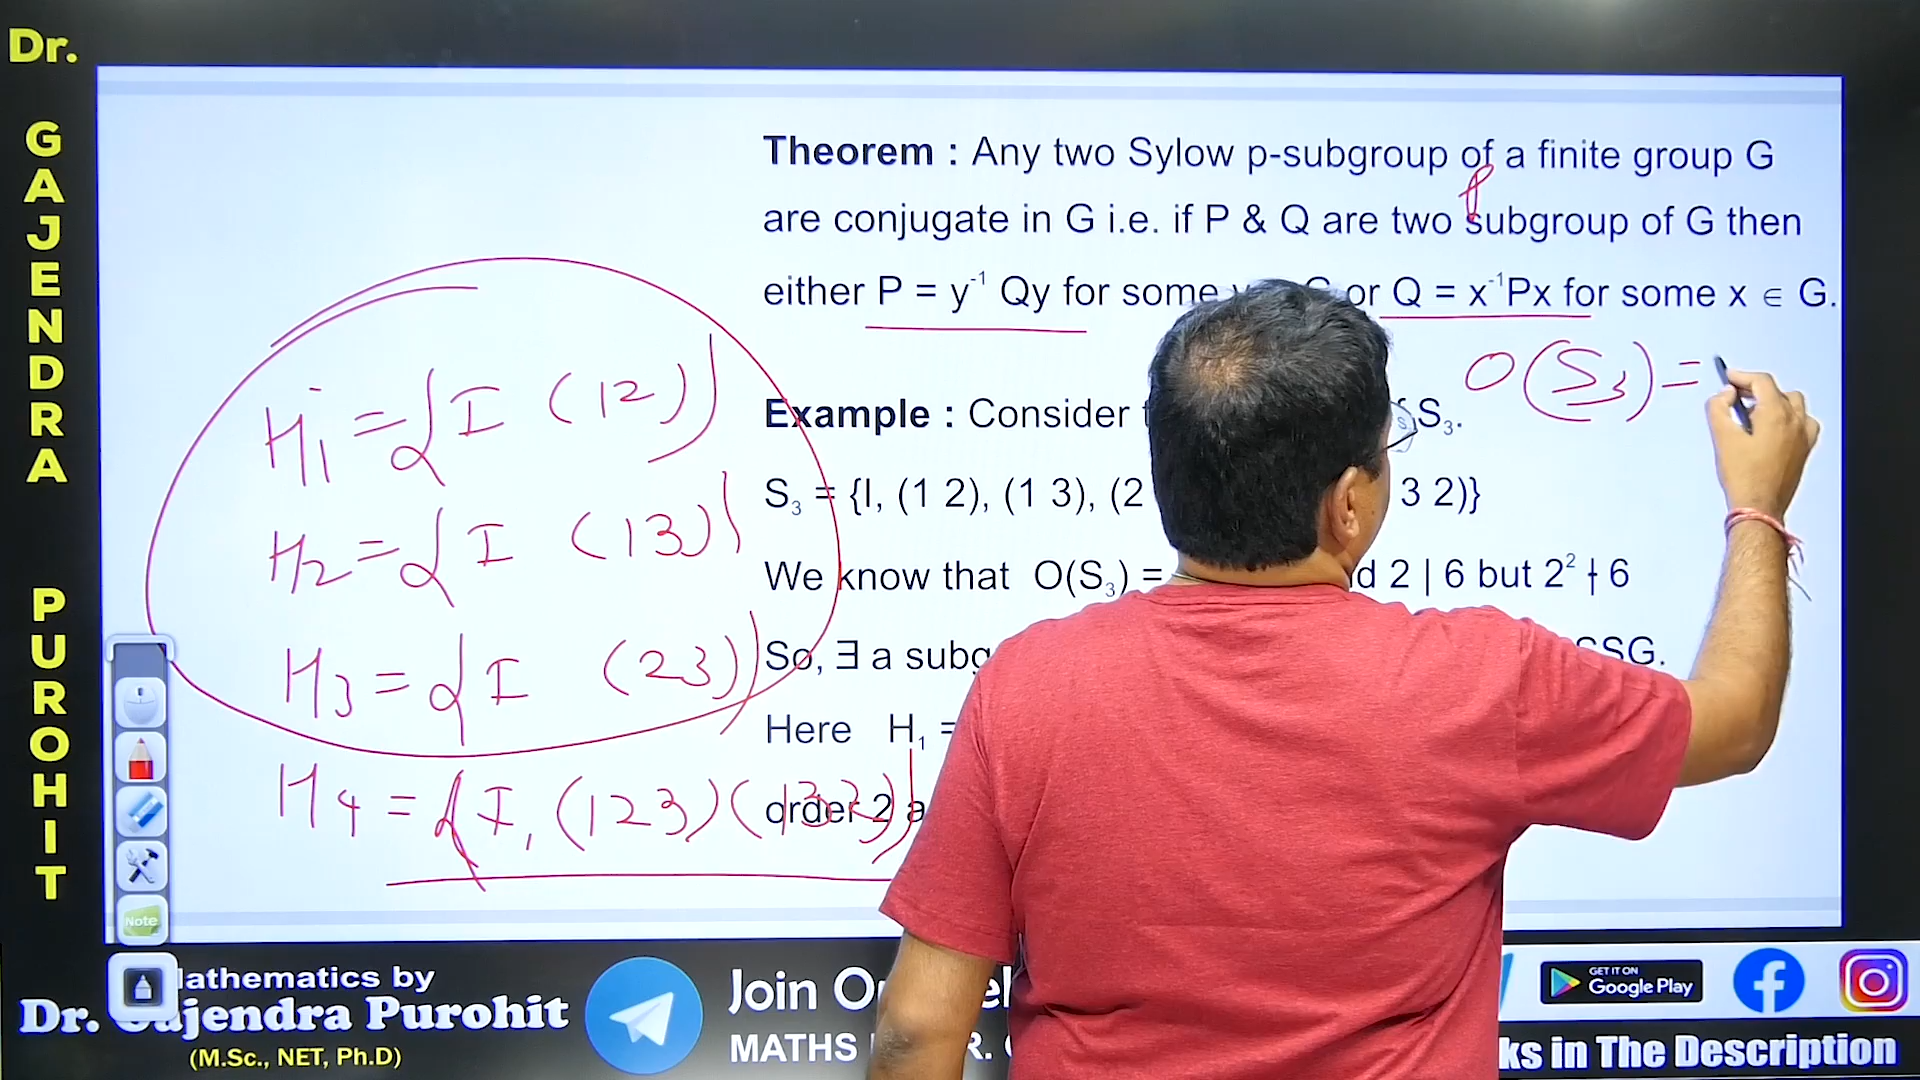 Dr.
GAJENDRA
PUROHIT
Theorem : Any two Sylow p-subgroup of a finite group G
p
are conjugate in G i.e. if P & Q are two subgroup of G then
either P = y⁻¹ Qy for some or Q = x⁻¹Px for some x ∈ G.
O(S₃) =
Example : Consider S₃.
S₃ = {I, (1 2), (1 3), (2 3 2)}
We know that O(S₃) = 2 | 6 but 2² ∤ 6
So, ∃ a SSG.
Here H₁ =
order 2
H₁ = {I (12)}
H₂ = {I (13)}
H₃ = {I (23)}
H₄ = {I, (123)(132)}
Note
Mathematics by
Dr. Gajendra Purohit
(M.Sc., NET, Ph.D)
Join
MATHS
GET IT ON
Google Play
in The Description